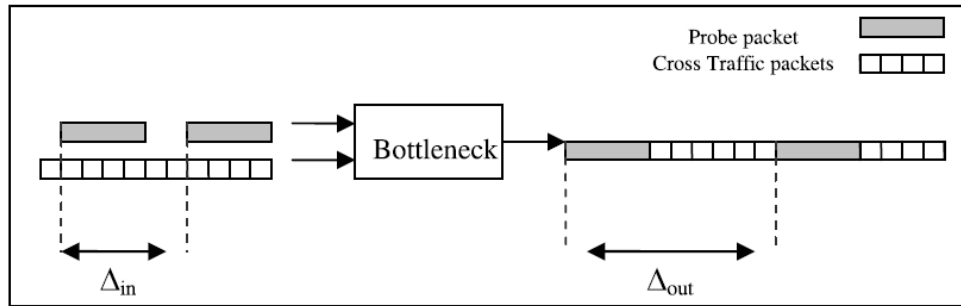 Probe packet
Cross Traffic packets
Bottleneck
Δin
Δout